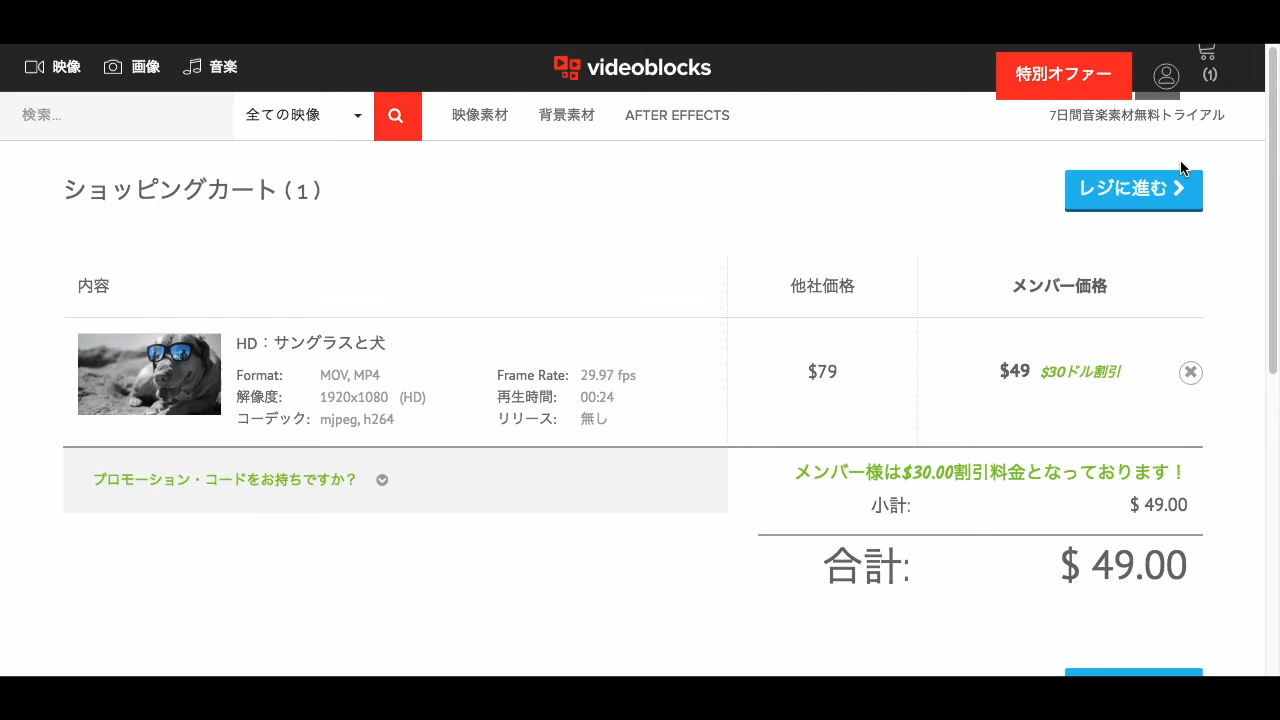 映像 画像 音楽 videoblocks 特別オファー (1)
検索... 全ての映像 映像素材 背景素材 AFTER EFFECTS 7日間音楽素材無料トライアル
ショッピングカート ( 1 ) レジに進む
内容 他社価格 メンバー価格
HD：サングラスと犬
Format: MOV, MP4 Frame Rate: 29.97 fps
$79 $49 $30ドル割引
解像度: 1920x1080 (HD) 再生時間: 00:24
コーデック: mjpeg, h264 リリース: 無し
プロモーション・コードをお持ちですか？
メンバー様は$30.00割引料金となっております！
小計: $ 49.00
合計: $ 49.00